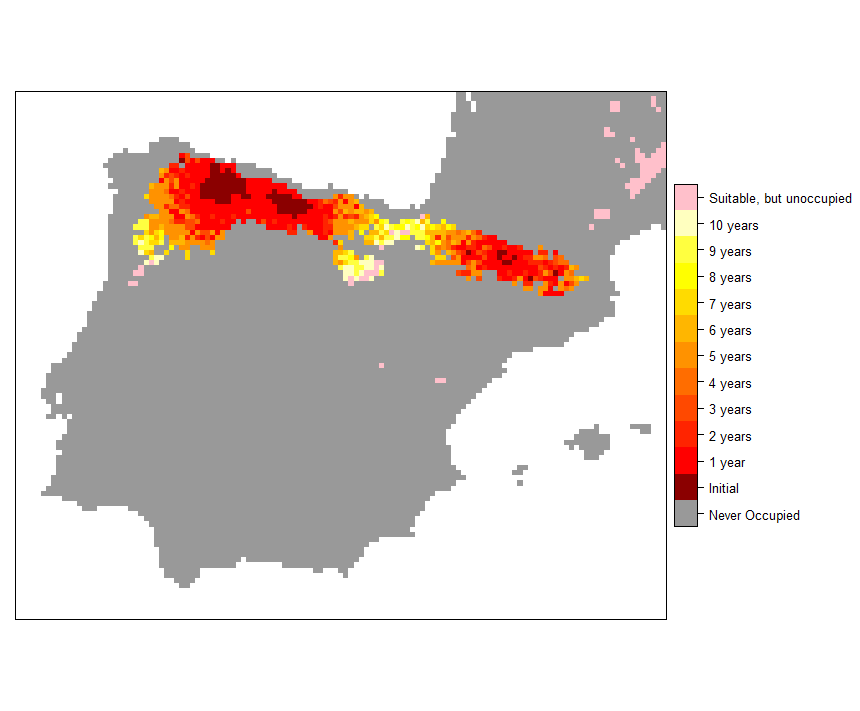 Suitable, but unoccupied
10 years
9 years
8 years
7 years
6 years
5 years
4 years
3 years
2 years
1 year
Initial
Never Occupied